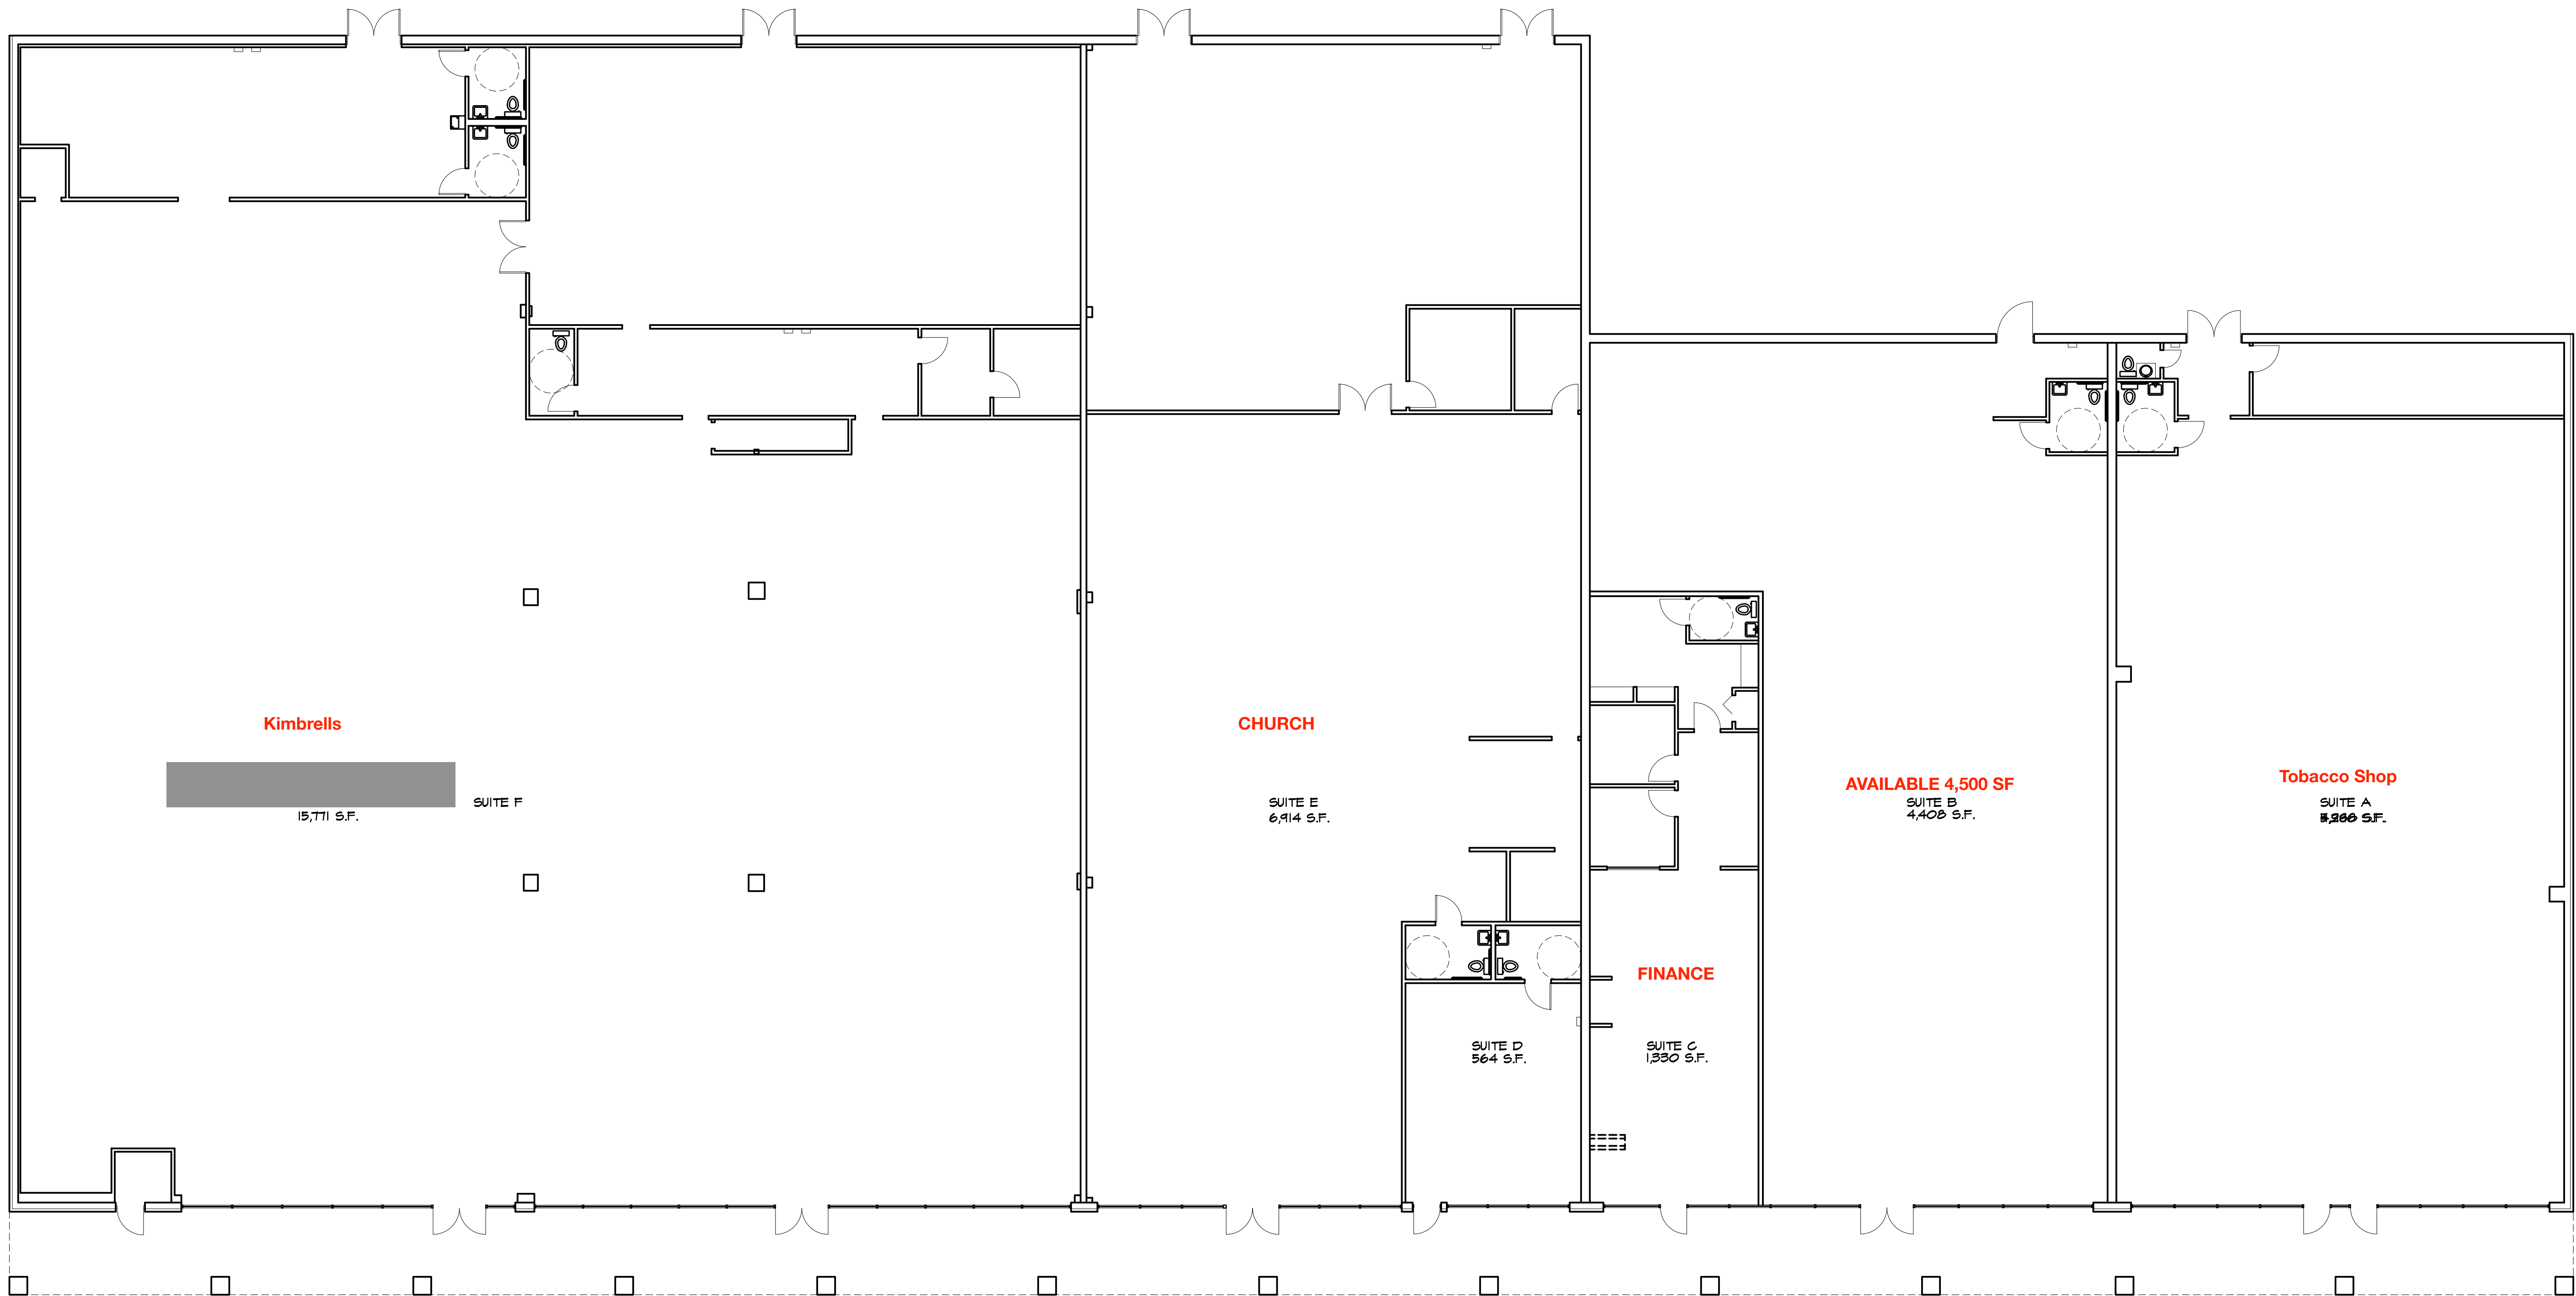 Kimbrells
SUITE F
15,771 S.F.
CHURCH
SUITE E
6,914 S.F.
SUITE D
564 S.F.
FINANCE
SUITE C
1,330 S.F.
AVAILABLE 4,500 SF
SUITE B
4,408 S.F.
Tobacco Shop
SUITE A
S.F.